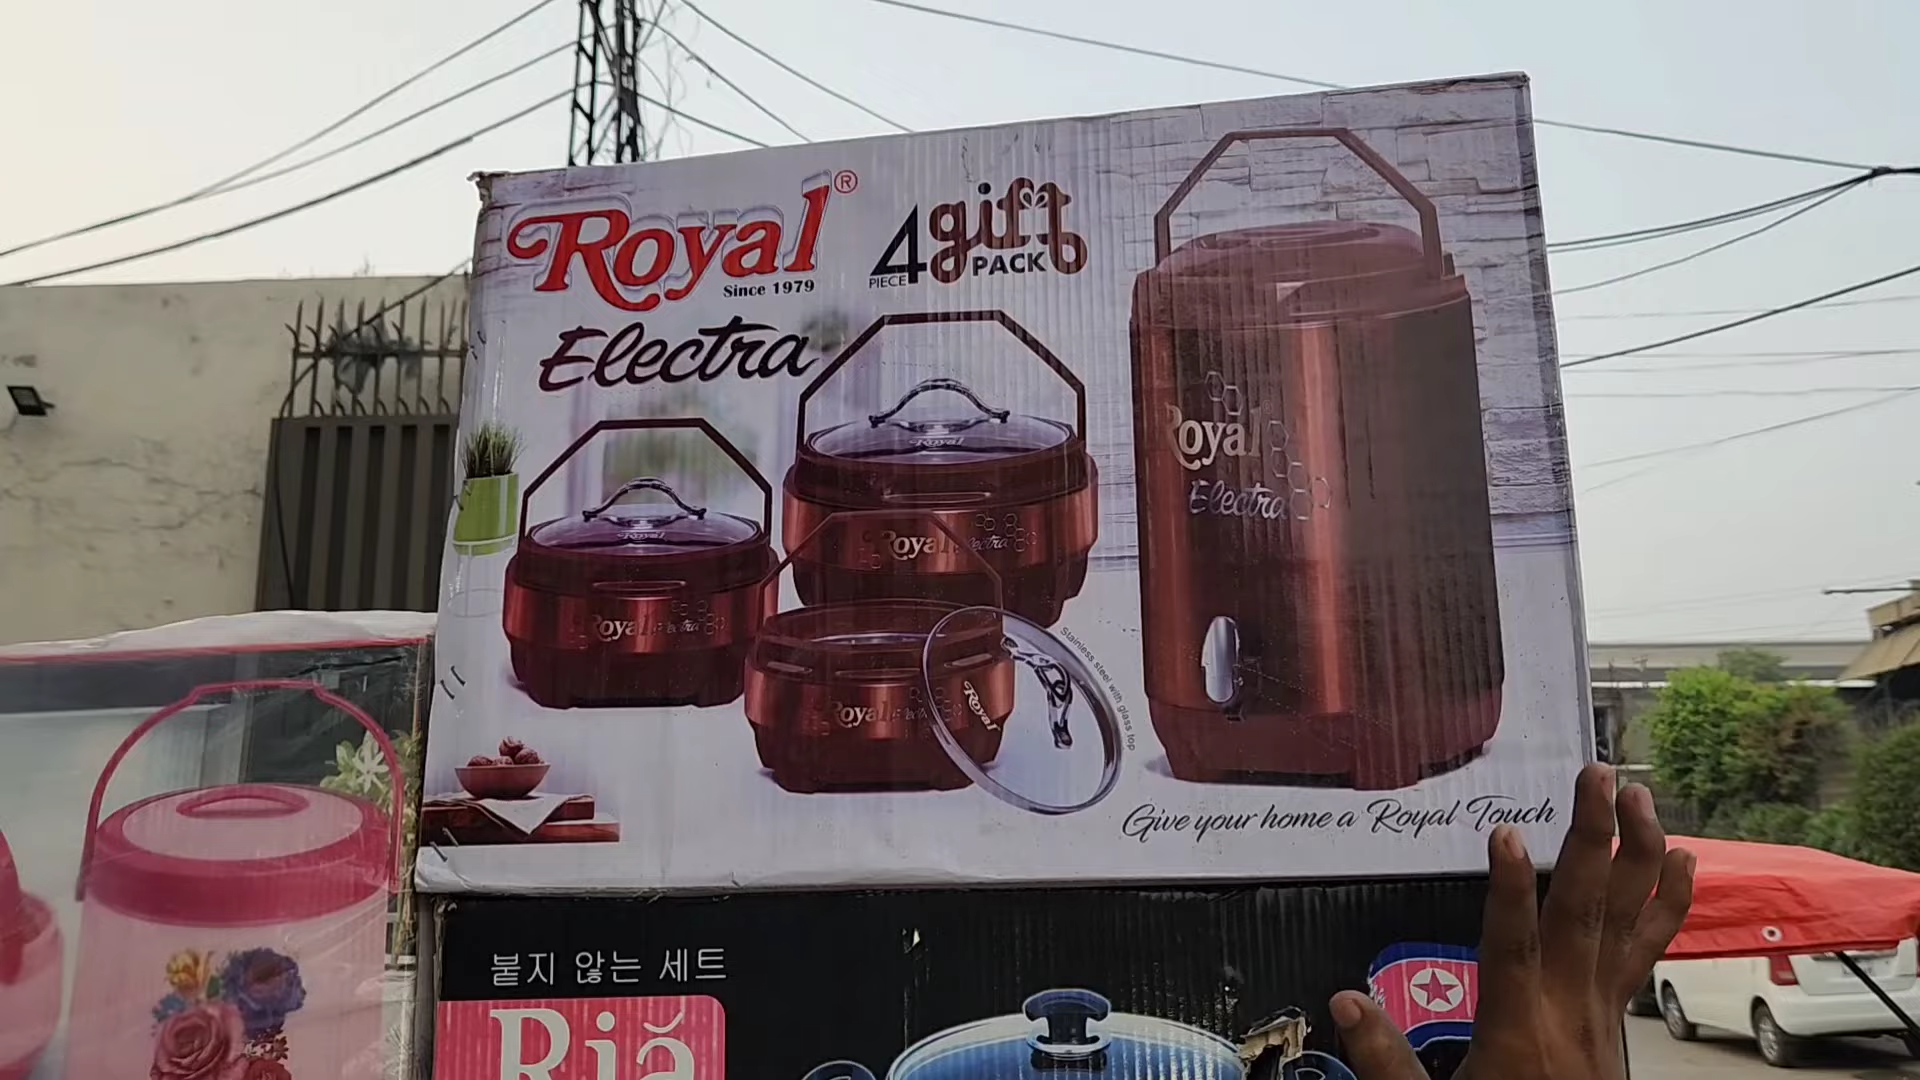 Royal®
Since 1979
4 PIECE gift PACK
Electra
Royal
Royal
Royal Electra
Royal Electra
Royal Electra
Royal Electra
Royal
Stainless steel with glass top
Give your home a Royal Touch
붙지 않는 세트
Ria